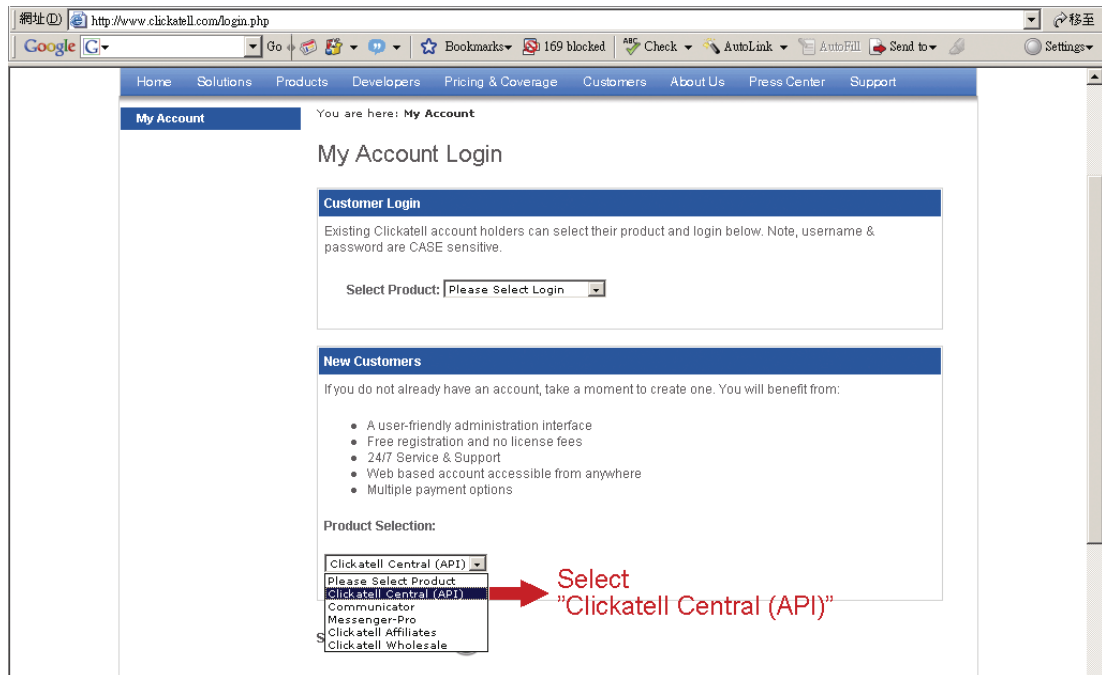 網址(D) http://www.clickatell.com/login.php 移至
Google G Go Bookmarks 169 blocked ABC Check AutoLink AutoFill Send to Settings
Home Solutions Products Developers Pricing & Coverage Customers About Us Press Center Support
My Account
You are here: My Account
My Account Login
Customer Login
Existing Clickatell account holders can select their product and login below. Note, username &
password are CASE sensitive.
Select Product: Please Select Login
New Customers
If you do not already have an account, take a moment to create one. You will benefit from:
● A user-friendly administration interface
● Free registration and no license fees
● 24/7 Service & Support
● Web based account accessible from anywhere
● Multiple payment options
Product Selection:
Clickatell Central (API)
Please Select Product
Clickatell Central (API)
Communicator
Messenger-Pro
Clickatell Affiliates
Clickatell Wholesale
Select
"Clickatell Central (API)"